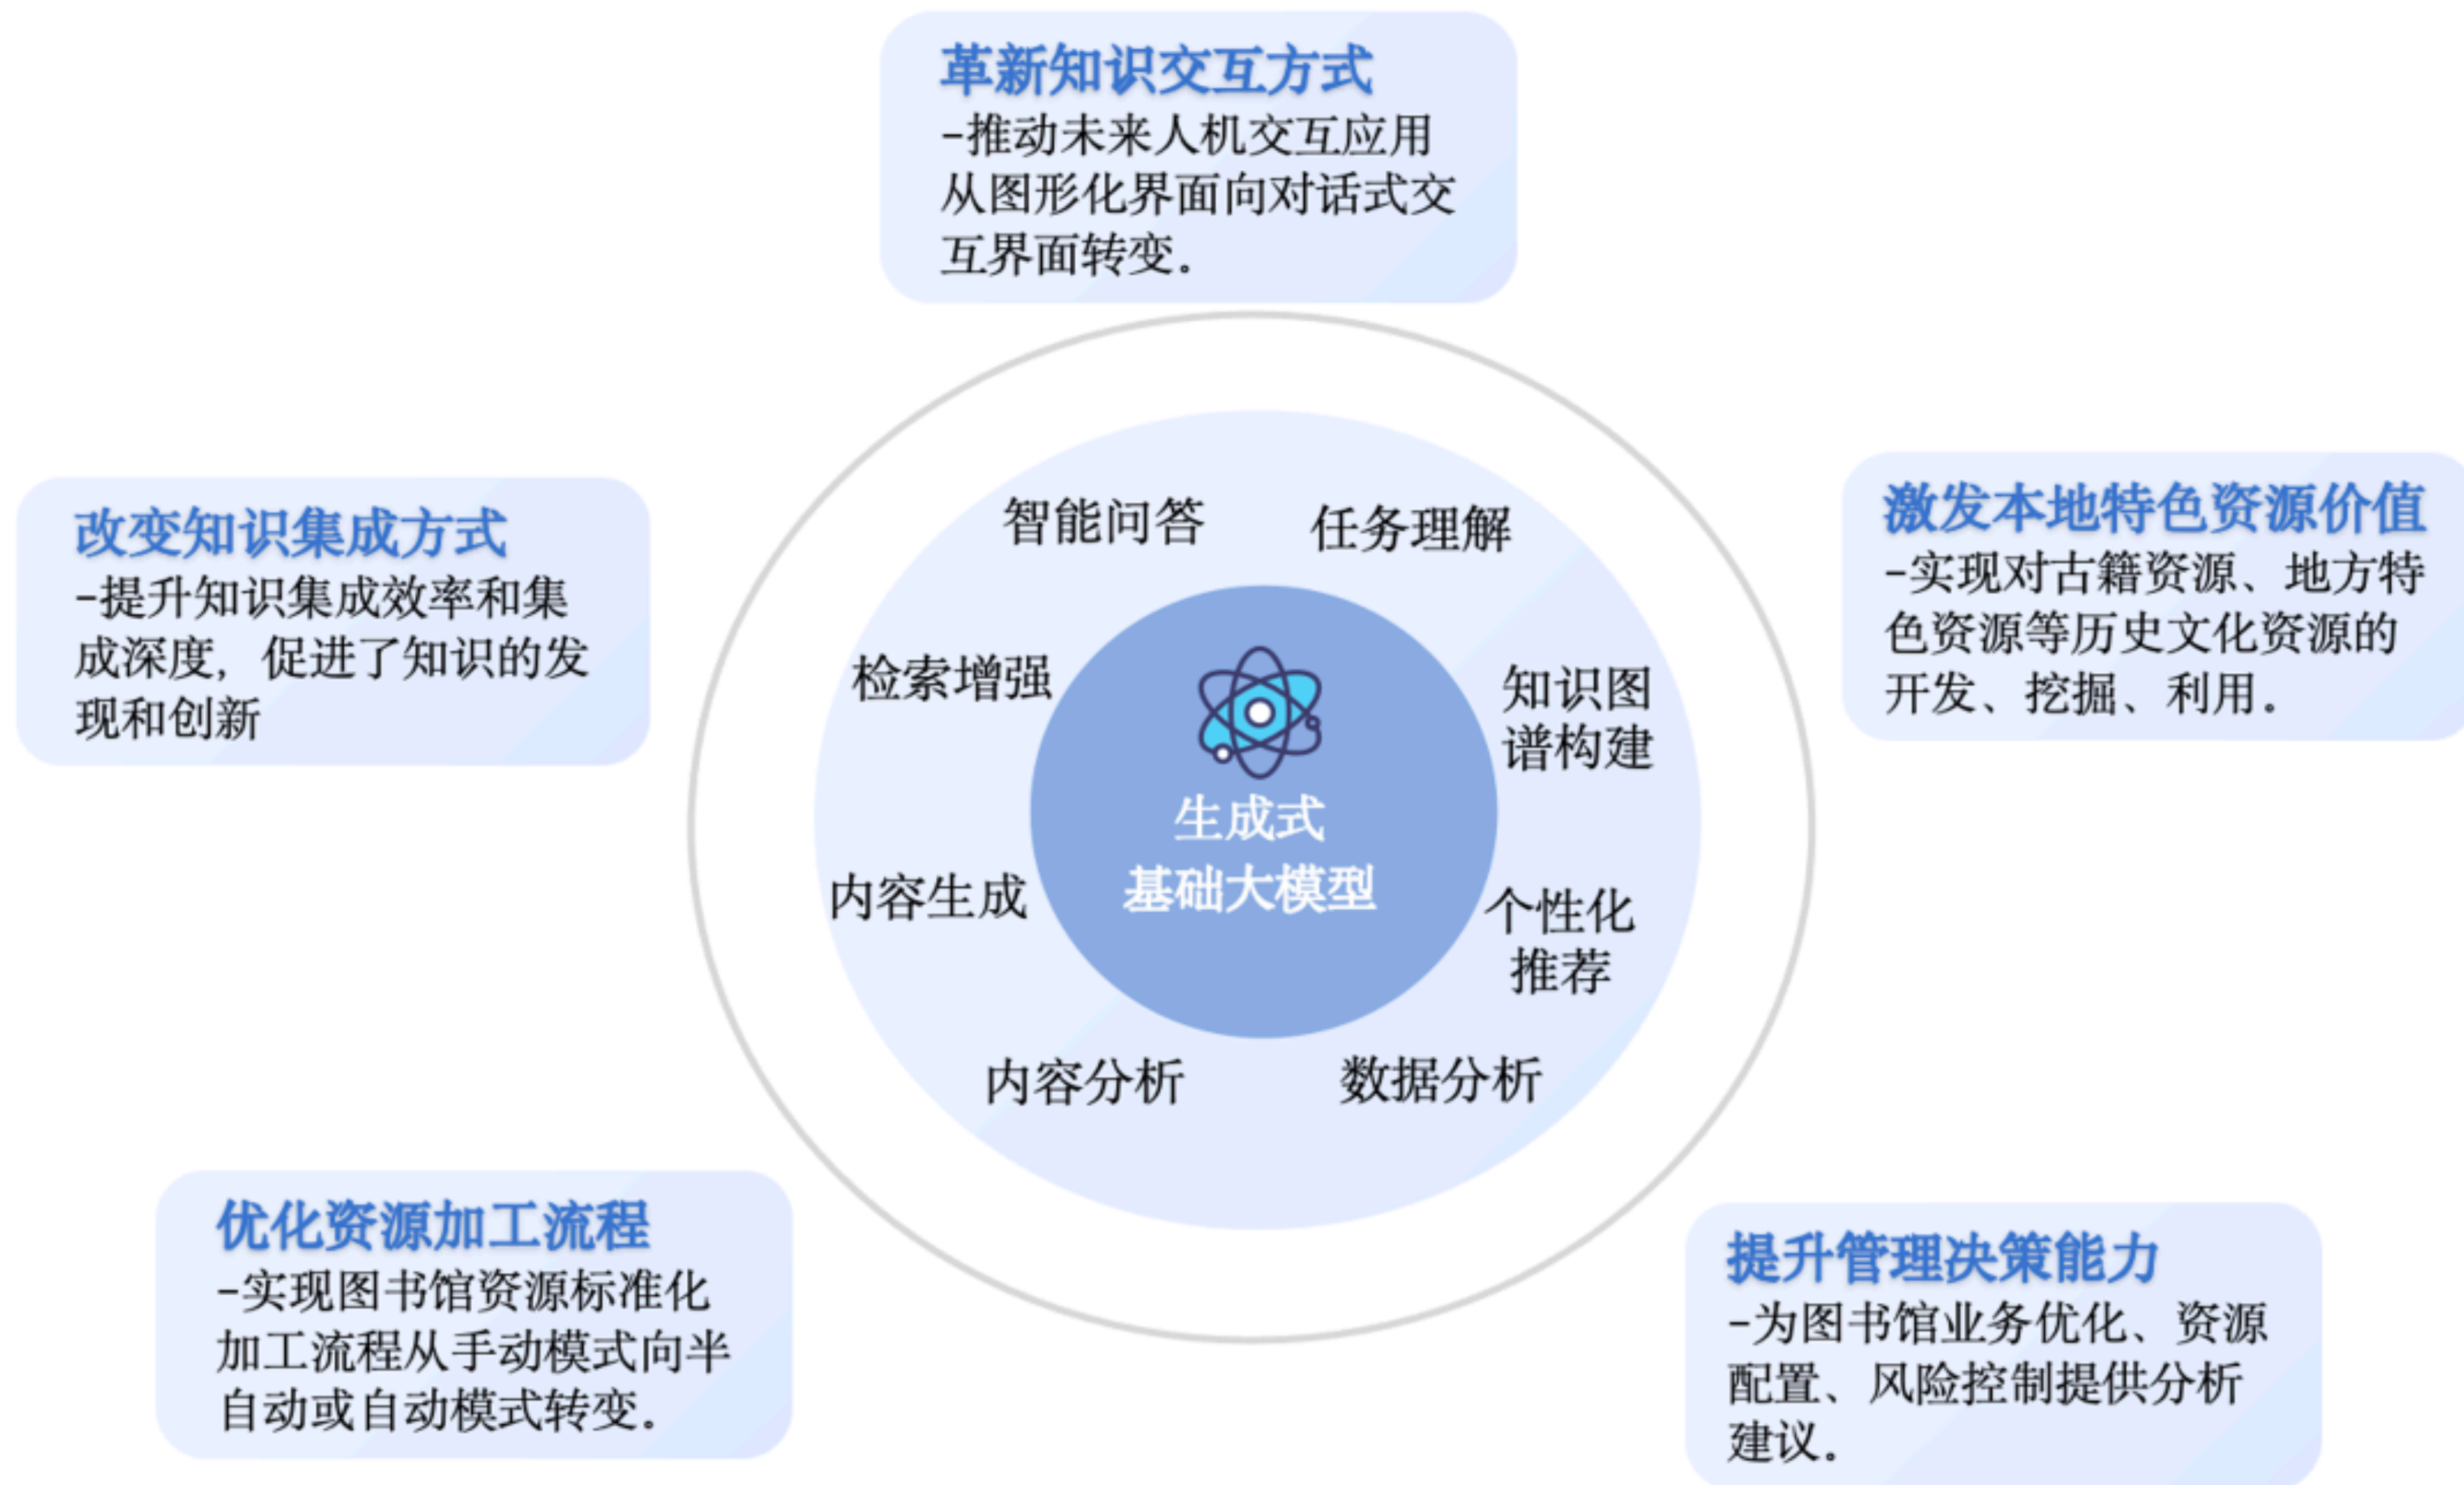 革新知识交互方式
-推动未来人机交互应用
从图形化界面向对话式交
互界面转变。
改变知识集成方式
-提升知识集成效率和集
成深度，促进了知识的发
现和创新
激发本地特色资源价值
-实现对古籍资源、地方特
色资源等历史文化资源的
开发、挖掘、利用。
智能问答
任务理解
检索增强
知识图
谱构建
生成式
基础大模型
内容生成
个性化
推荐
内容分析
数据分析
优化资源加工流程
-实现图书馆资源标准化
加工流程从手动模式向半
自动或自动模式转变。
提升管理决策能力
-为图书馆业务优化、资源
配置、风险控制提供分析
建议。